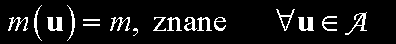 m(𝐮) = m, znane ∀𝐮 ∈ 𝒜